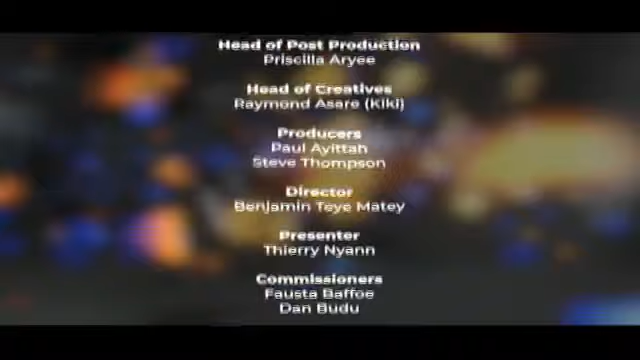 Head of Post Production
Priscilla Aryee
Head of Creatives
Raymond Asare (Kiki)
Producers
Paul Ayittah
Steve Thompson
Director
Benjamin Teye Matey
Presenter
Thierry Nyann
Commissioners
Fausta Baffoe
Dan Budu